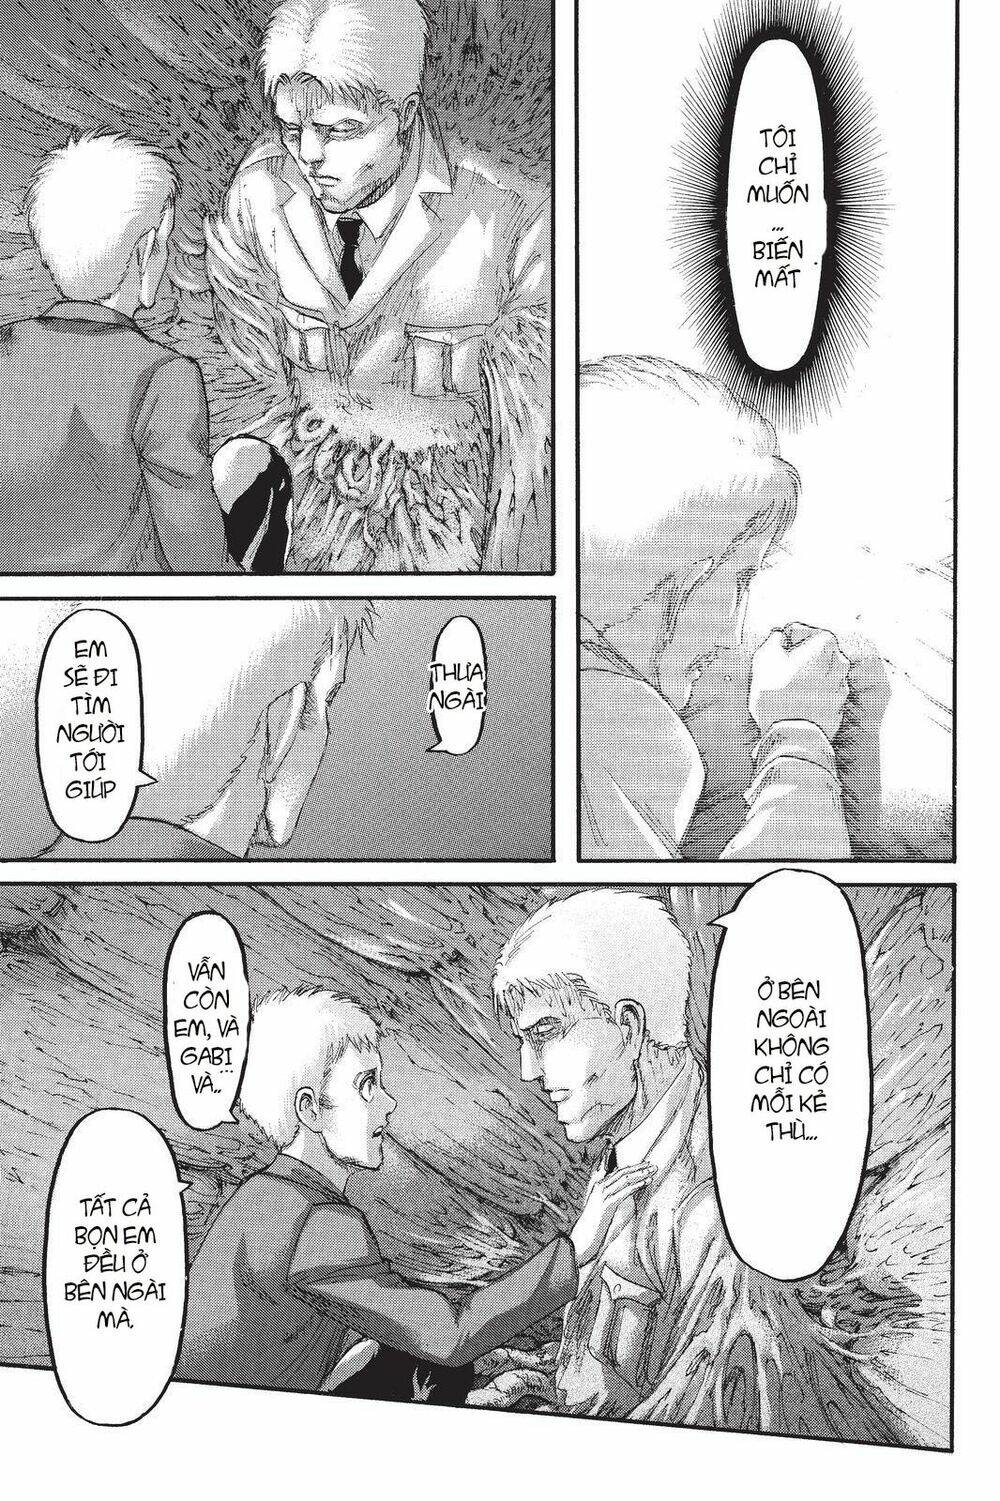 TÔI
CHỈ
MUỐN
...
BIẾN
MẤT
THƯA
NGÀI
EM
SẼ ĐI
TÌM
NGƯỜI
TỚI
GIÚP
Ở BÊN
NGOÀI
KHÔNG
CHỈ CÓ
MỖI KẺ
THÙ...
VẪN
CÒN
EM, VÀ
GABI
VÀ...
TẤT CẢ
BỌN EM
ĐỀU Ở
BÊN NGÀI
MÀ.